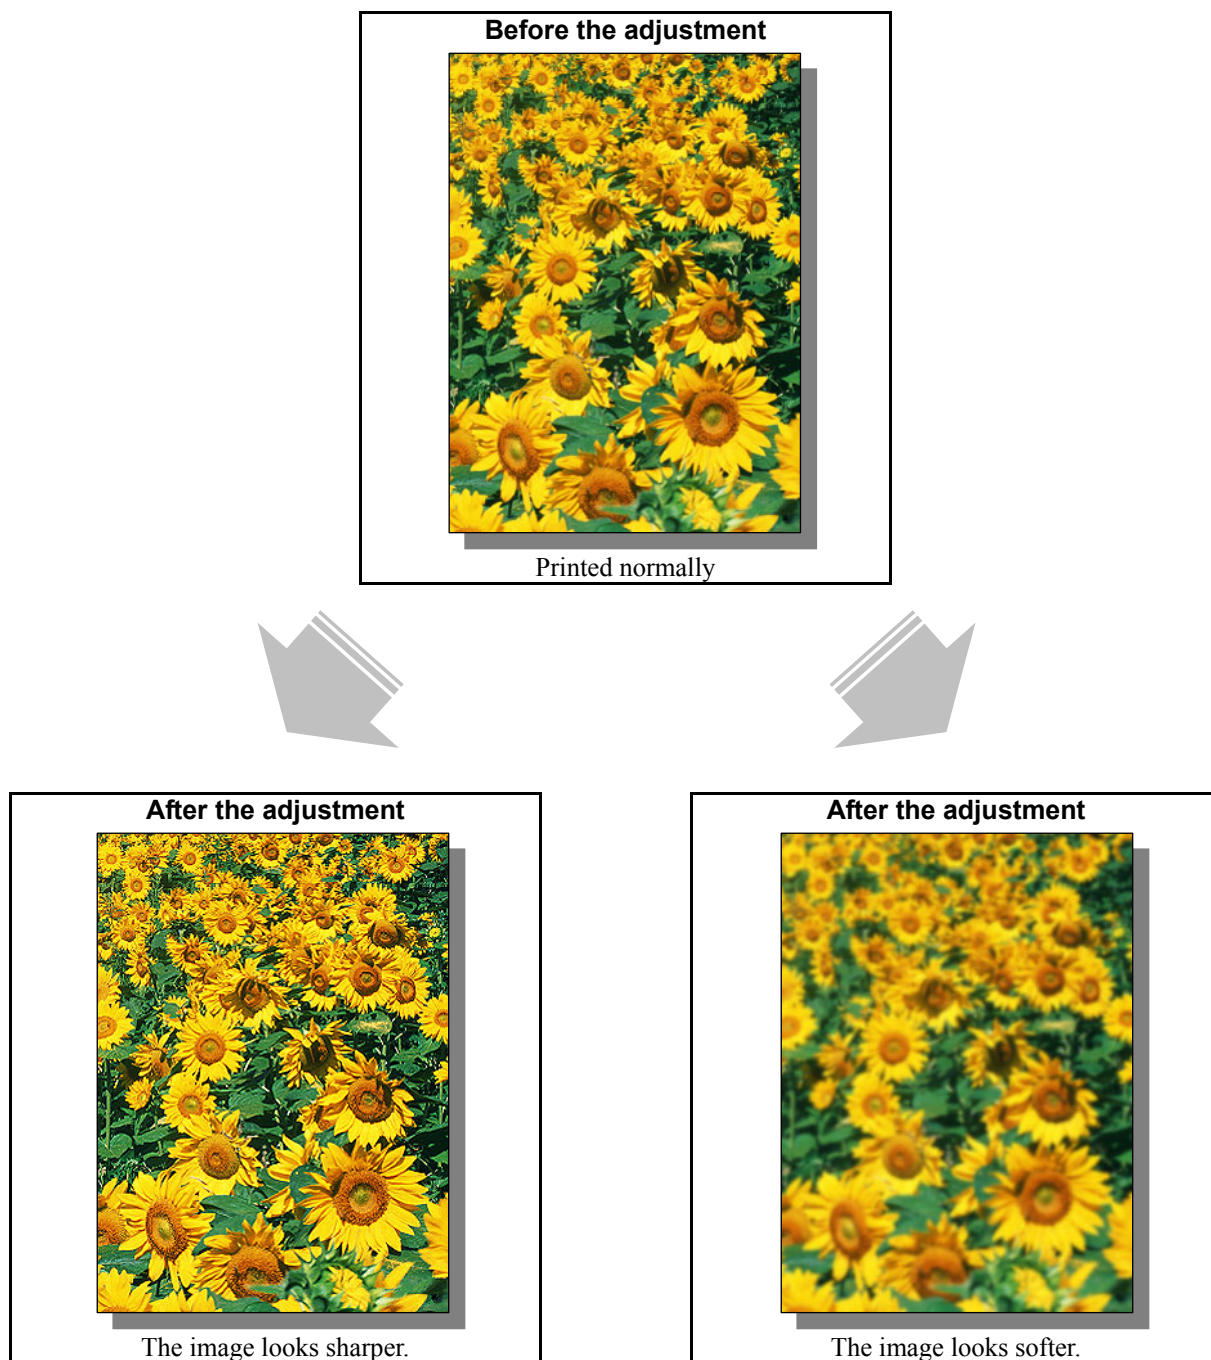 Before the adjustment
Printed normally
After the adjustment
The image looks sharper.
After the adjustment
The image looks softer.